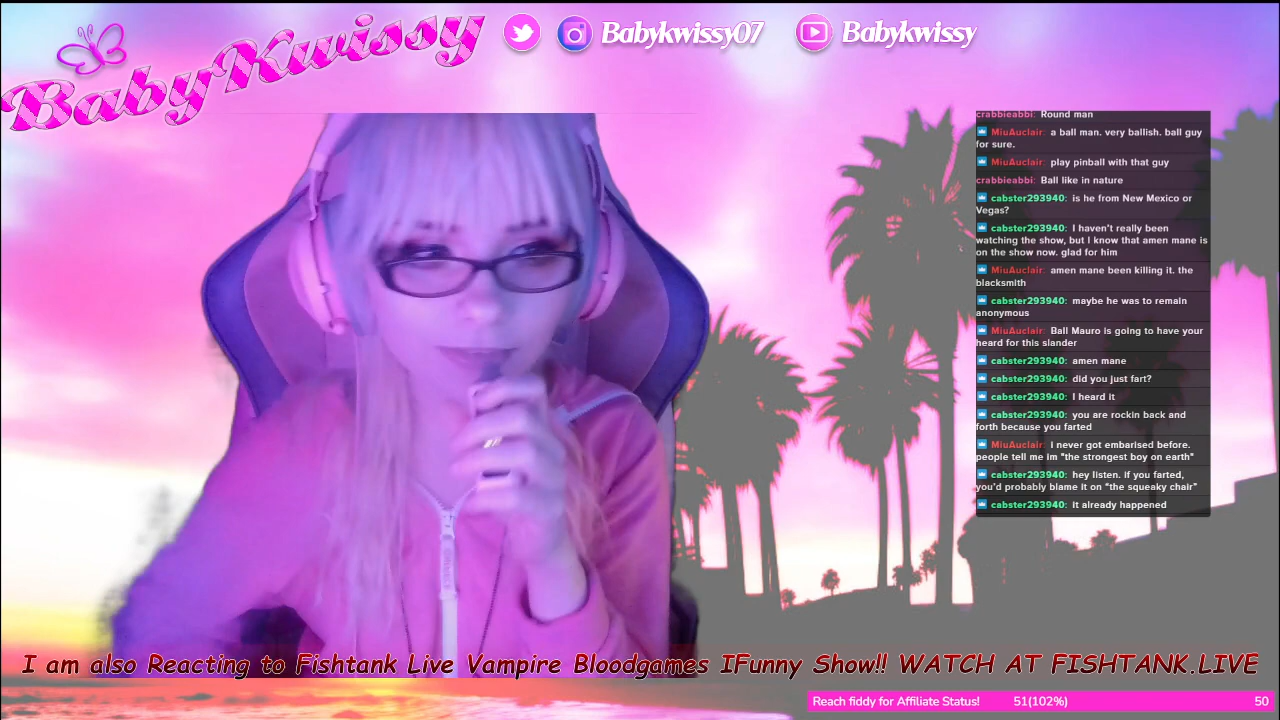 BabyKwissy
Babykwissy07
Babykwissy
crabbieabbi: Round man
MiuAuclair: a ball man. very ballish. ball guy
for sure.
MiuAuclair: play pinball with that guy
crabbieabbi: Ball like in nature
cabster293940: is he from New Mexico or
Vegas?
cabster293940: I haven't really been
watching the show, but I know that amen mane is
on the show now. glad for him
MiuAuclair: amen mane been killing it. the
blacksmith
cabster293940: maybe he was to remain
anonymous
MiuAuclair: Ball Mauro is going to have your
heard for this slander
cabster293940: amen mane
cabster293940: did you just fart?
cabster293940: I heard it
cabster293940: you are rockin back and
forth because you farted
MiuAuclair: I never got embarised before.
people tell me im "the strongest boy on earth"
cabster293940: hey listen. if you farted,
you'd probably blame it on "the squeaky chair"
cabster293940: it already happened
I am also Reacting to Fishtank Live Vampire Bloodgames IFunny Show!! WATCH AT FISHTANK.LIVE
Reach fiddy for Affiliate Status! 51(102%) 50